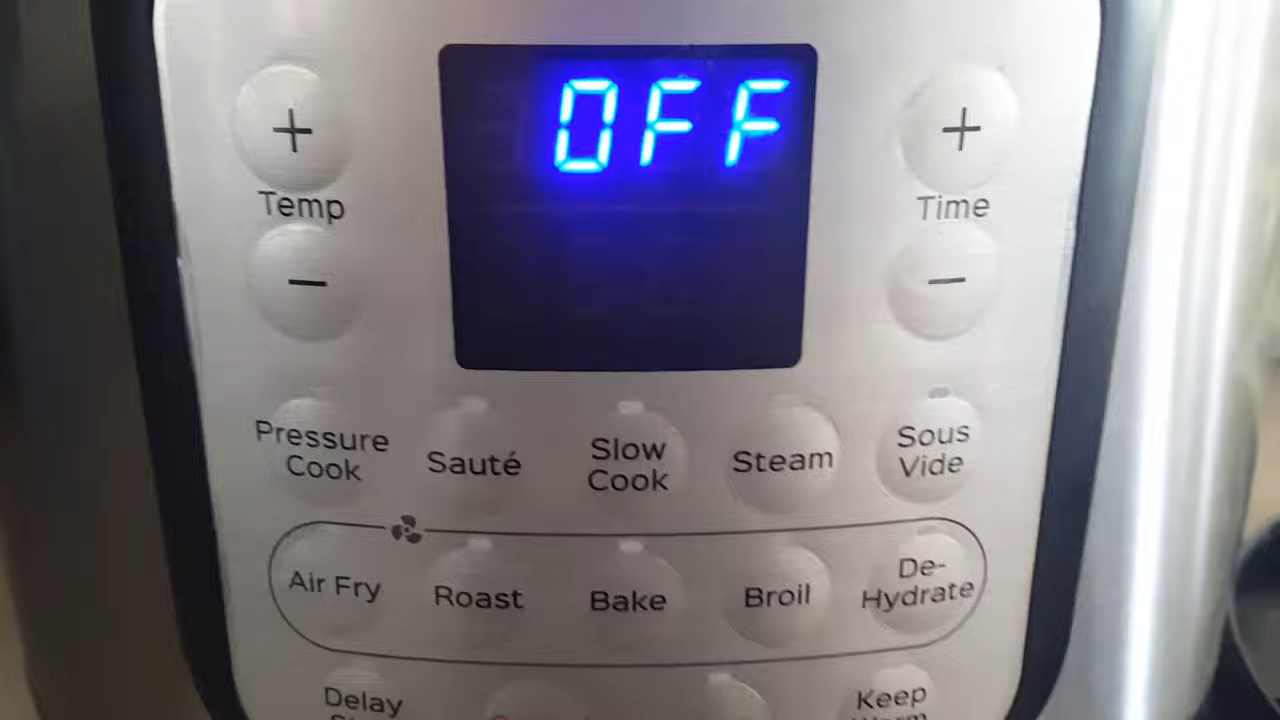 OFF
+
+
Temp
Time
−
−
Pressure
Cook
Sauté
Slow
Cook
Steam
Sous
Vide
Air Fry
Roast
Bake
Broil
De-
Hydrate
Delay
Keep
Warm